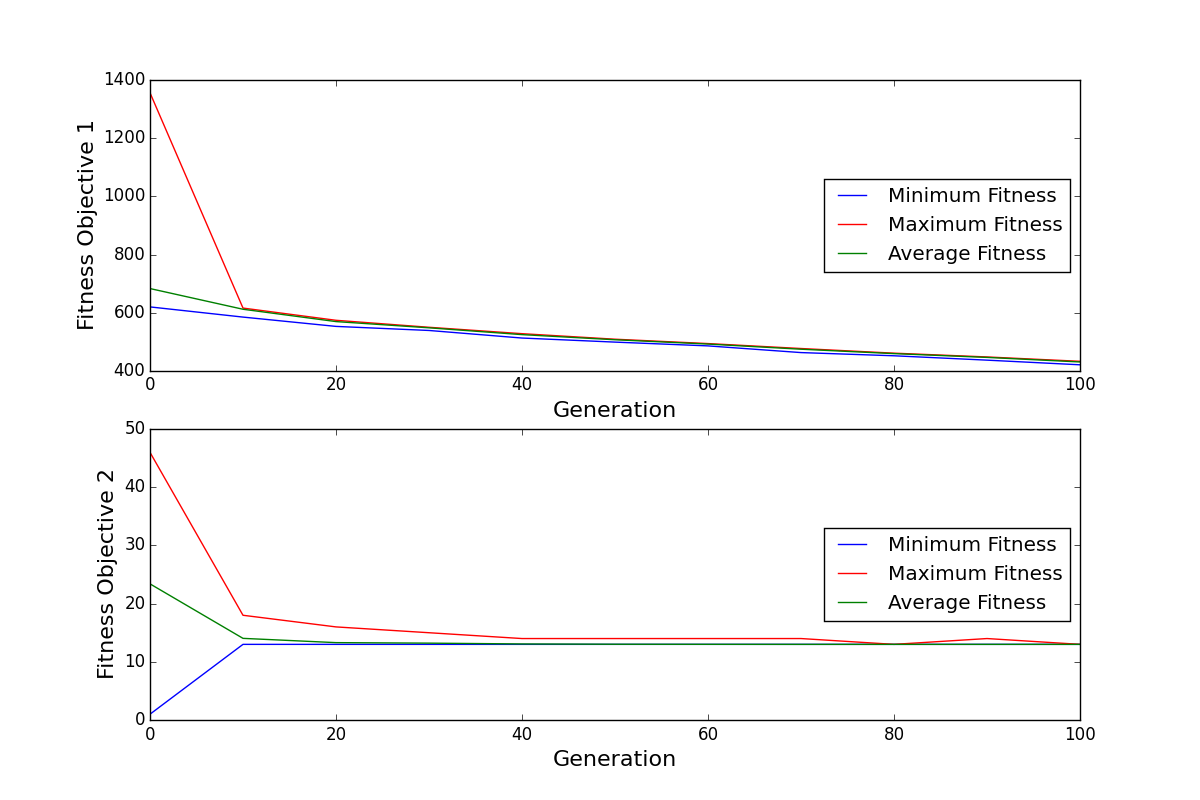 1400
1200
1000
800
600
400
Fitness Objective 1
Minimum Fitness
Maximum Fitness
Average Fitness
0 20 40 60 80 100
Generation
50
40
30
20
10
0
Fitness Objective 2
Minimum Fitness
Maximum Fitness
Average Fitness
0 20 40 60 80 100
Generation